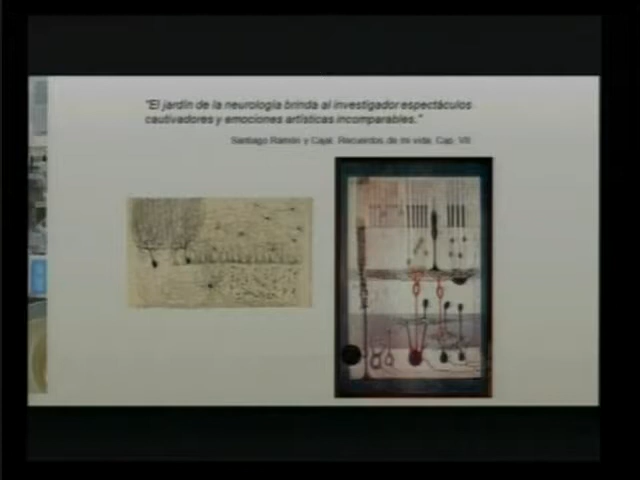 "El jardín de la neurología brinda al investigador espectáculos
cautivadores y emociones artísticas incomparables."
Santiago Ramón y Cajal. Recuerdos de mi vida, Cap. VII